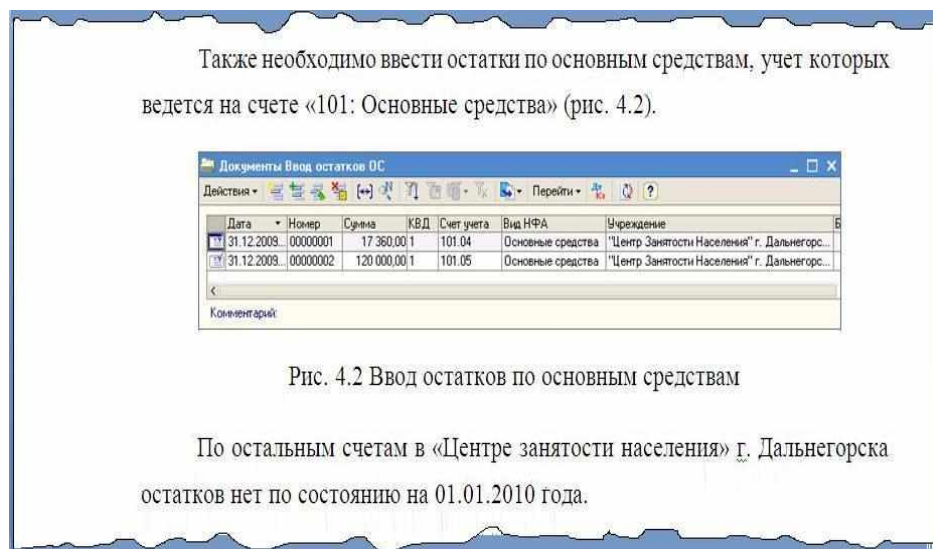 Также необходимо ввести остатки по основным средствам, учет которых
ведется на счете «101: Основные средства» (рис. 4.2).
Документы Ввод остатков ОС
Действия Перейти
Дата Номер Сумма КВД Счет учета Вид НФА Учреждение Б
31.12.2009... 00000001 17 360,00 1 101.04 Основные средства "Центр Занятости Населения" г. Дальнегорс...
31.12.2009... 00000002 120 000,00 1 101.05 Основные средства "Центр Занятости Населения" г. Дальнегорс...
Комментарий:
Рис. 4.2 Ввод остатков по основным средствам
По остальным счетам в «Центре занятости населения» г. Дальнегорска
остатков нет по состоянию на 01.01.2010 года.